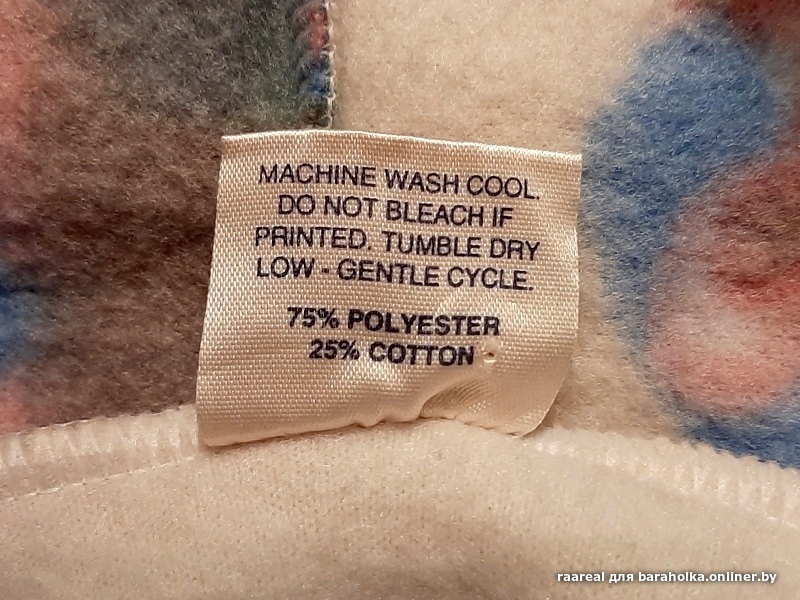 MACHINE WASH COOL.
DO NOT BLEACH IF
PRINTED. TUMBLE DRY
LOW - GENTLE CYCLE.
75% POLYESTER
25% COTTON
raareal для baraholka.onliner.by